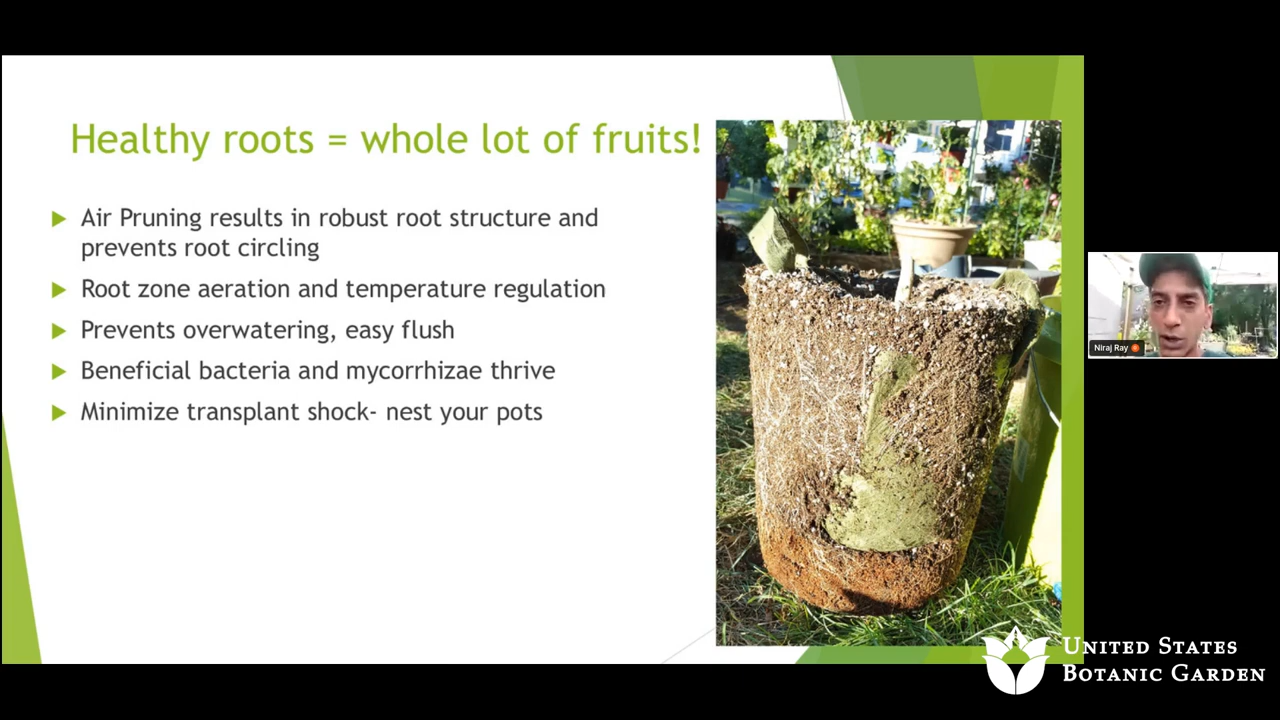 Healthy roots = whole lot of fruits!
Air Pruning results in robust root structure and
prevents root circling
Root zone aeration and temperature regulation
Prevents overwatering, easy flush
Beneficial bacteria and mycorrhizae thrive
Minimize transplant shock- nest your pots
Niraj Ray
United States
Botanic Garden